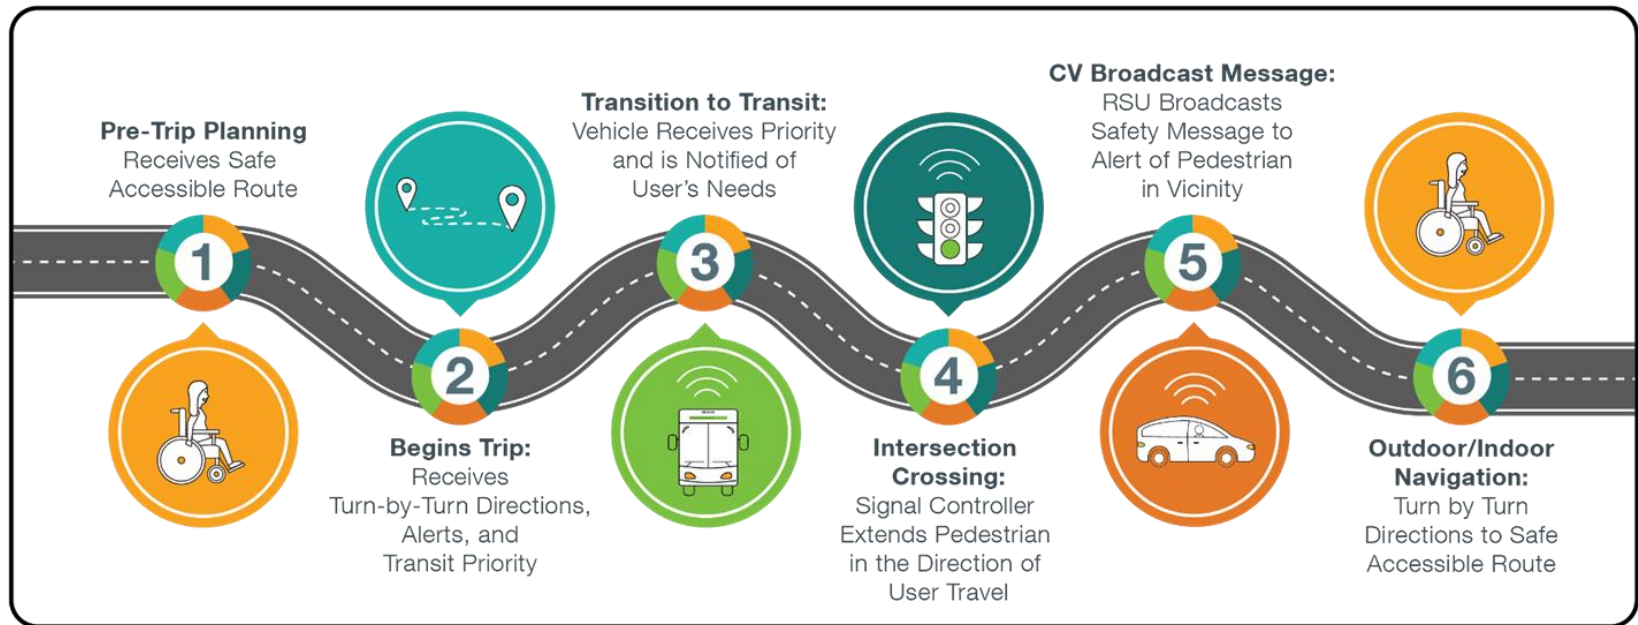 Pre-Trip Planning
Receives Safe
Accessible Route
1
2
Begins Trip:
Receives
Turn-by-Turn Directions,
Alerts, and
Transit Priority
Transition to Transit:
Vehicle Receives Priority
and is Notified of
User's Needs
3
4
Intersection
Crossing:
Signal Controller
Extends Pedestrian
in the Direction of
User Travel
CV Broadcast Message:
RSU Broadcasts
Safety Message to
Alert of Pedestrian
in Vicinity
5
6
Outdoor/Indoor
Navigation:
Turn by Turn
Directions to Safe
Accessible Route